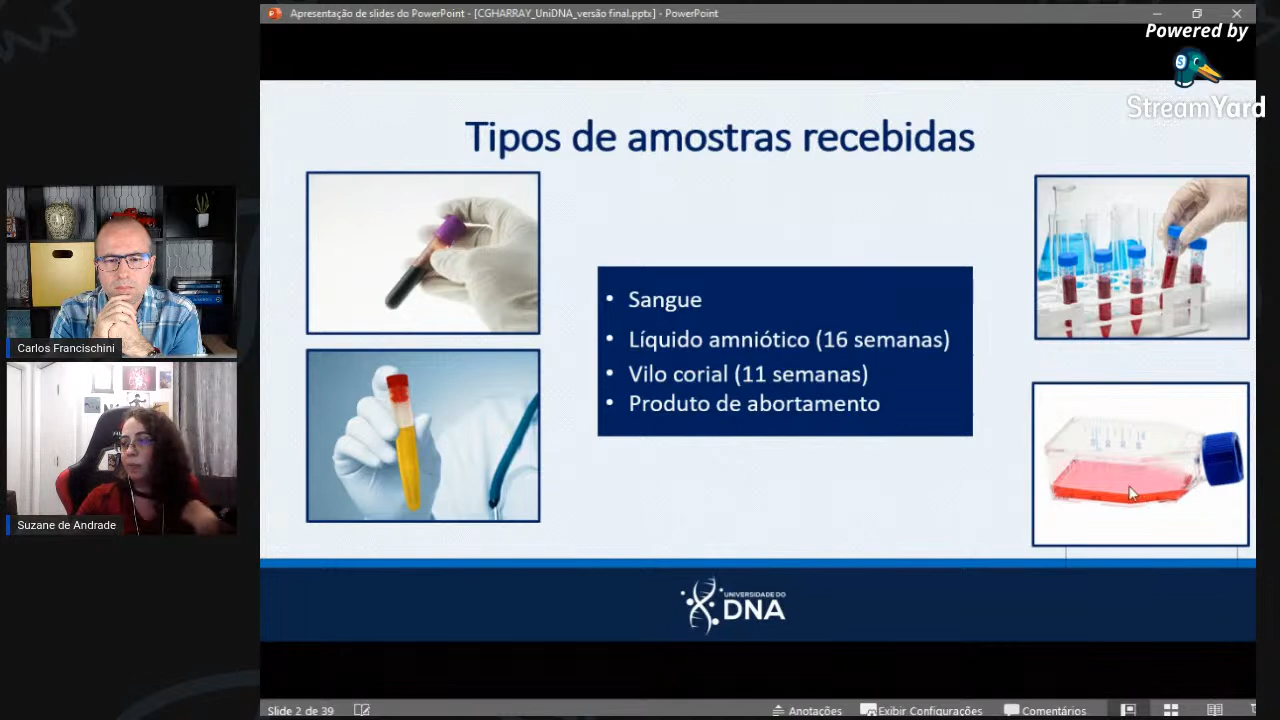 Apresentação de slides do PowerPoint - [CGHARRAY_UniDNA_versão final.pptx] - PowerPoint
Powered by
S
StreamYard
Tipos de amostras recebidas
• Sangue
• Líquido amniótico (16 semanas)
• Vilo corial (11 semanas)
• Produto de abortamento
Carlos Francischini
Suzane de Andrade
UNIVERSIDADE DO
DNA
Slide 2 de 39
Anotações
Exibir Configurações
Comentários